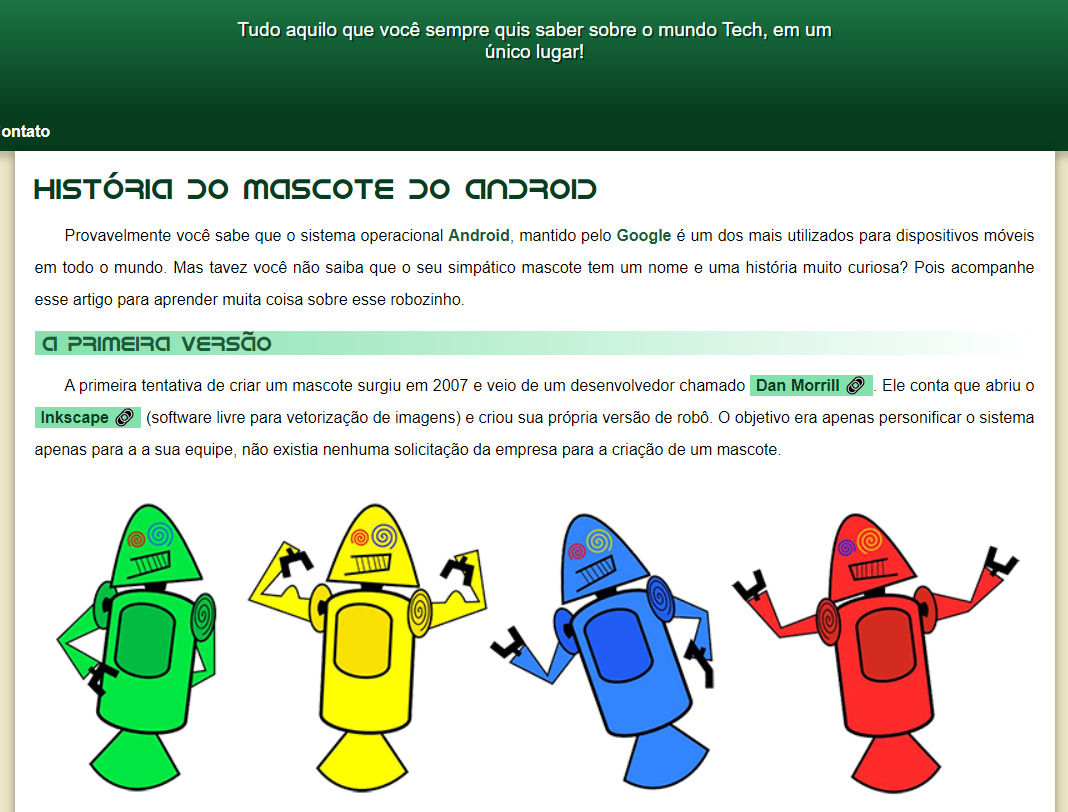 Tudo aquilo que você sempre quis saber sobre o mundo Tech, em um
único lugar!
ontato
HISTÓRIA DO MASCOTE DO ANDROID
Provavelmente você sabe que o sistema operacional Android, mantido pelo Google é um dos mais utilizados para dispositivos móveis
em todo o mundo. Mas tavez você não saiba que o seu simpático mascote tem um nome e uma história muito curiosa? Pois acompanhe
esse artigo para aprender muita coisa sobre esse robozinho.
A PRIMEIRA VERSÃO
A primeira tentativa de criar um mascote surgiu em 2007 e veio de um desenvolvedor chamado Dan Morrill. Ele conta que abriu o
Inkscape (software livre para vetorização de imagens) e criou sua própria versão de robô. O objetivo era apenas personificar o sistema
apenas para a a sua equipe, não existia nenhuma solicitação da empresa para a criação de um mascote.